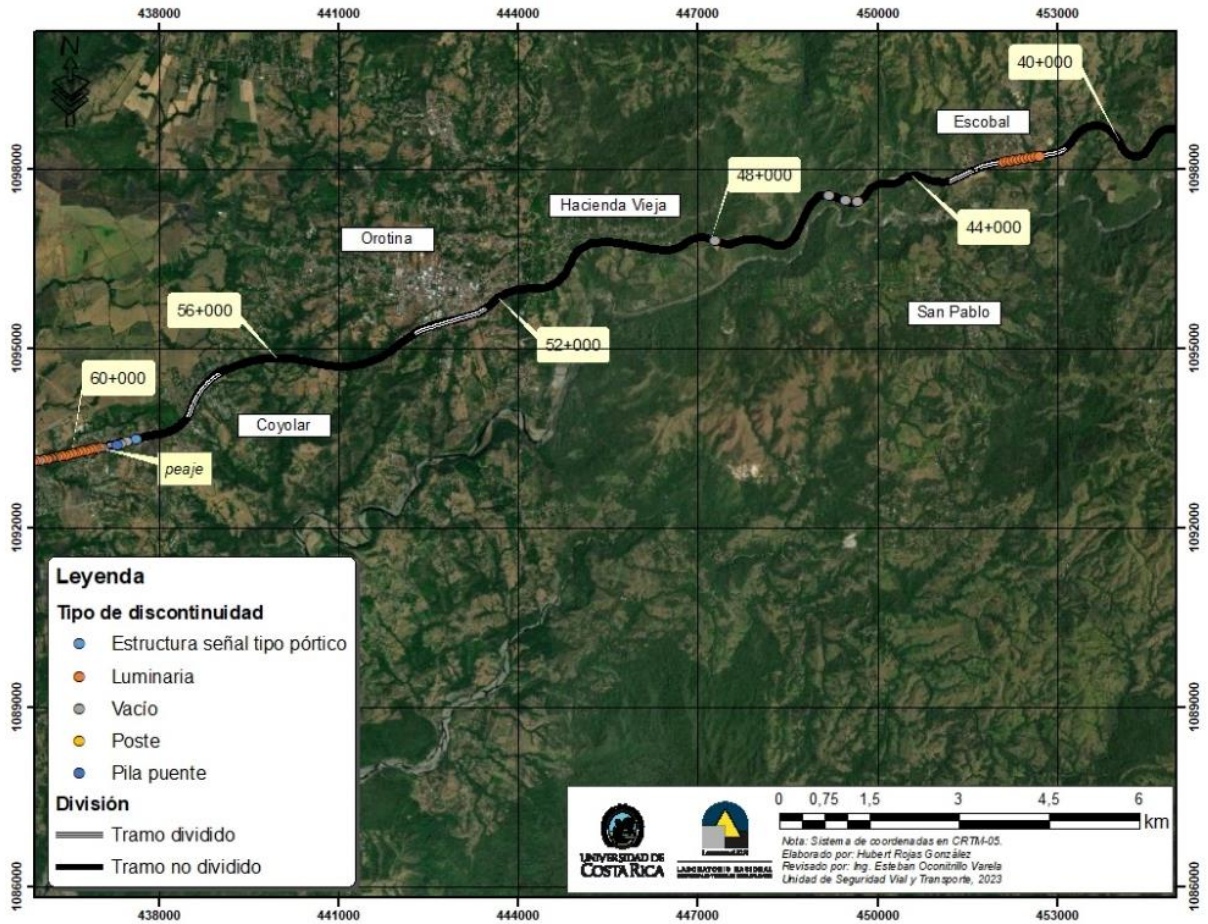 438000 441000 444000 447000 450000 453000
N
40+000
Escobal
1098000 1098000
48+000
Hacienda Vieja
44+000
Orotina
San Pablo
56+000
52+000
1095000 1095000
60+000
Coyolar
peaje
1092000 1092000
Leyenda
Tipo de discontinuidad
Estructura señal tipo pórtico
Luminaria
Vacío
Poste
Pila puente
División
Tramo dividido
Tramo no dividido
1089000 1089000
0 0,75 1,5 3 4,5 6
km
UNIVERSIDAD DE
COSTA RICA
LABORATORIO NACIONAL
Nota: Sistema de coordenadas en CRTM-05.
Elaborado por: Hubert Rojas González
Revisado por: Ing. Esteban Oconitrillo Varela
Unidad de Seguridad Vial y Transporte, 2023
1086000 1086000
438000 441000 444000 447000 450000 453000